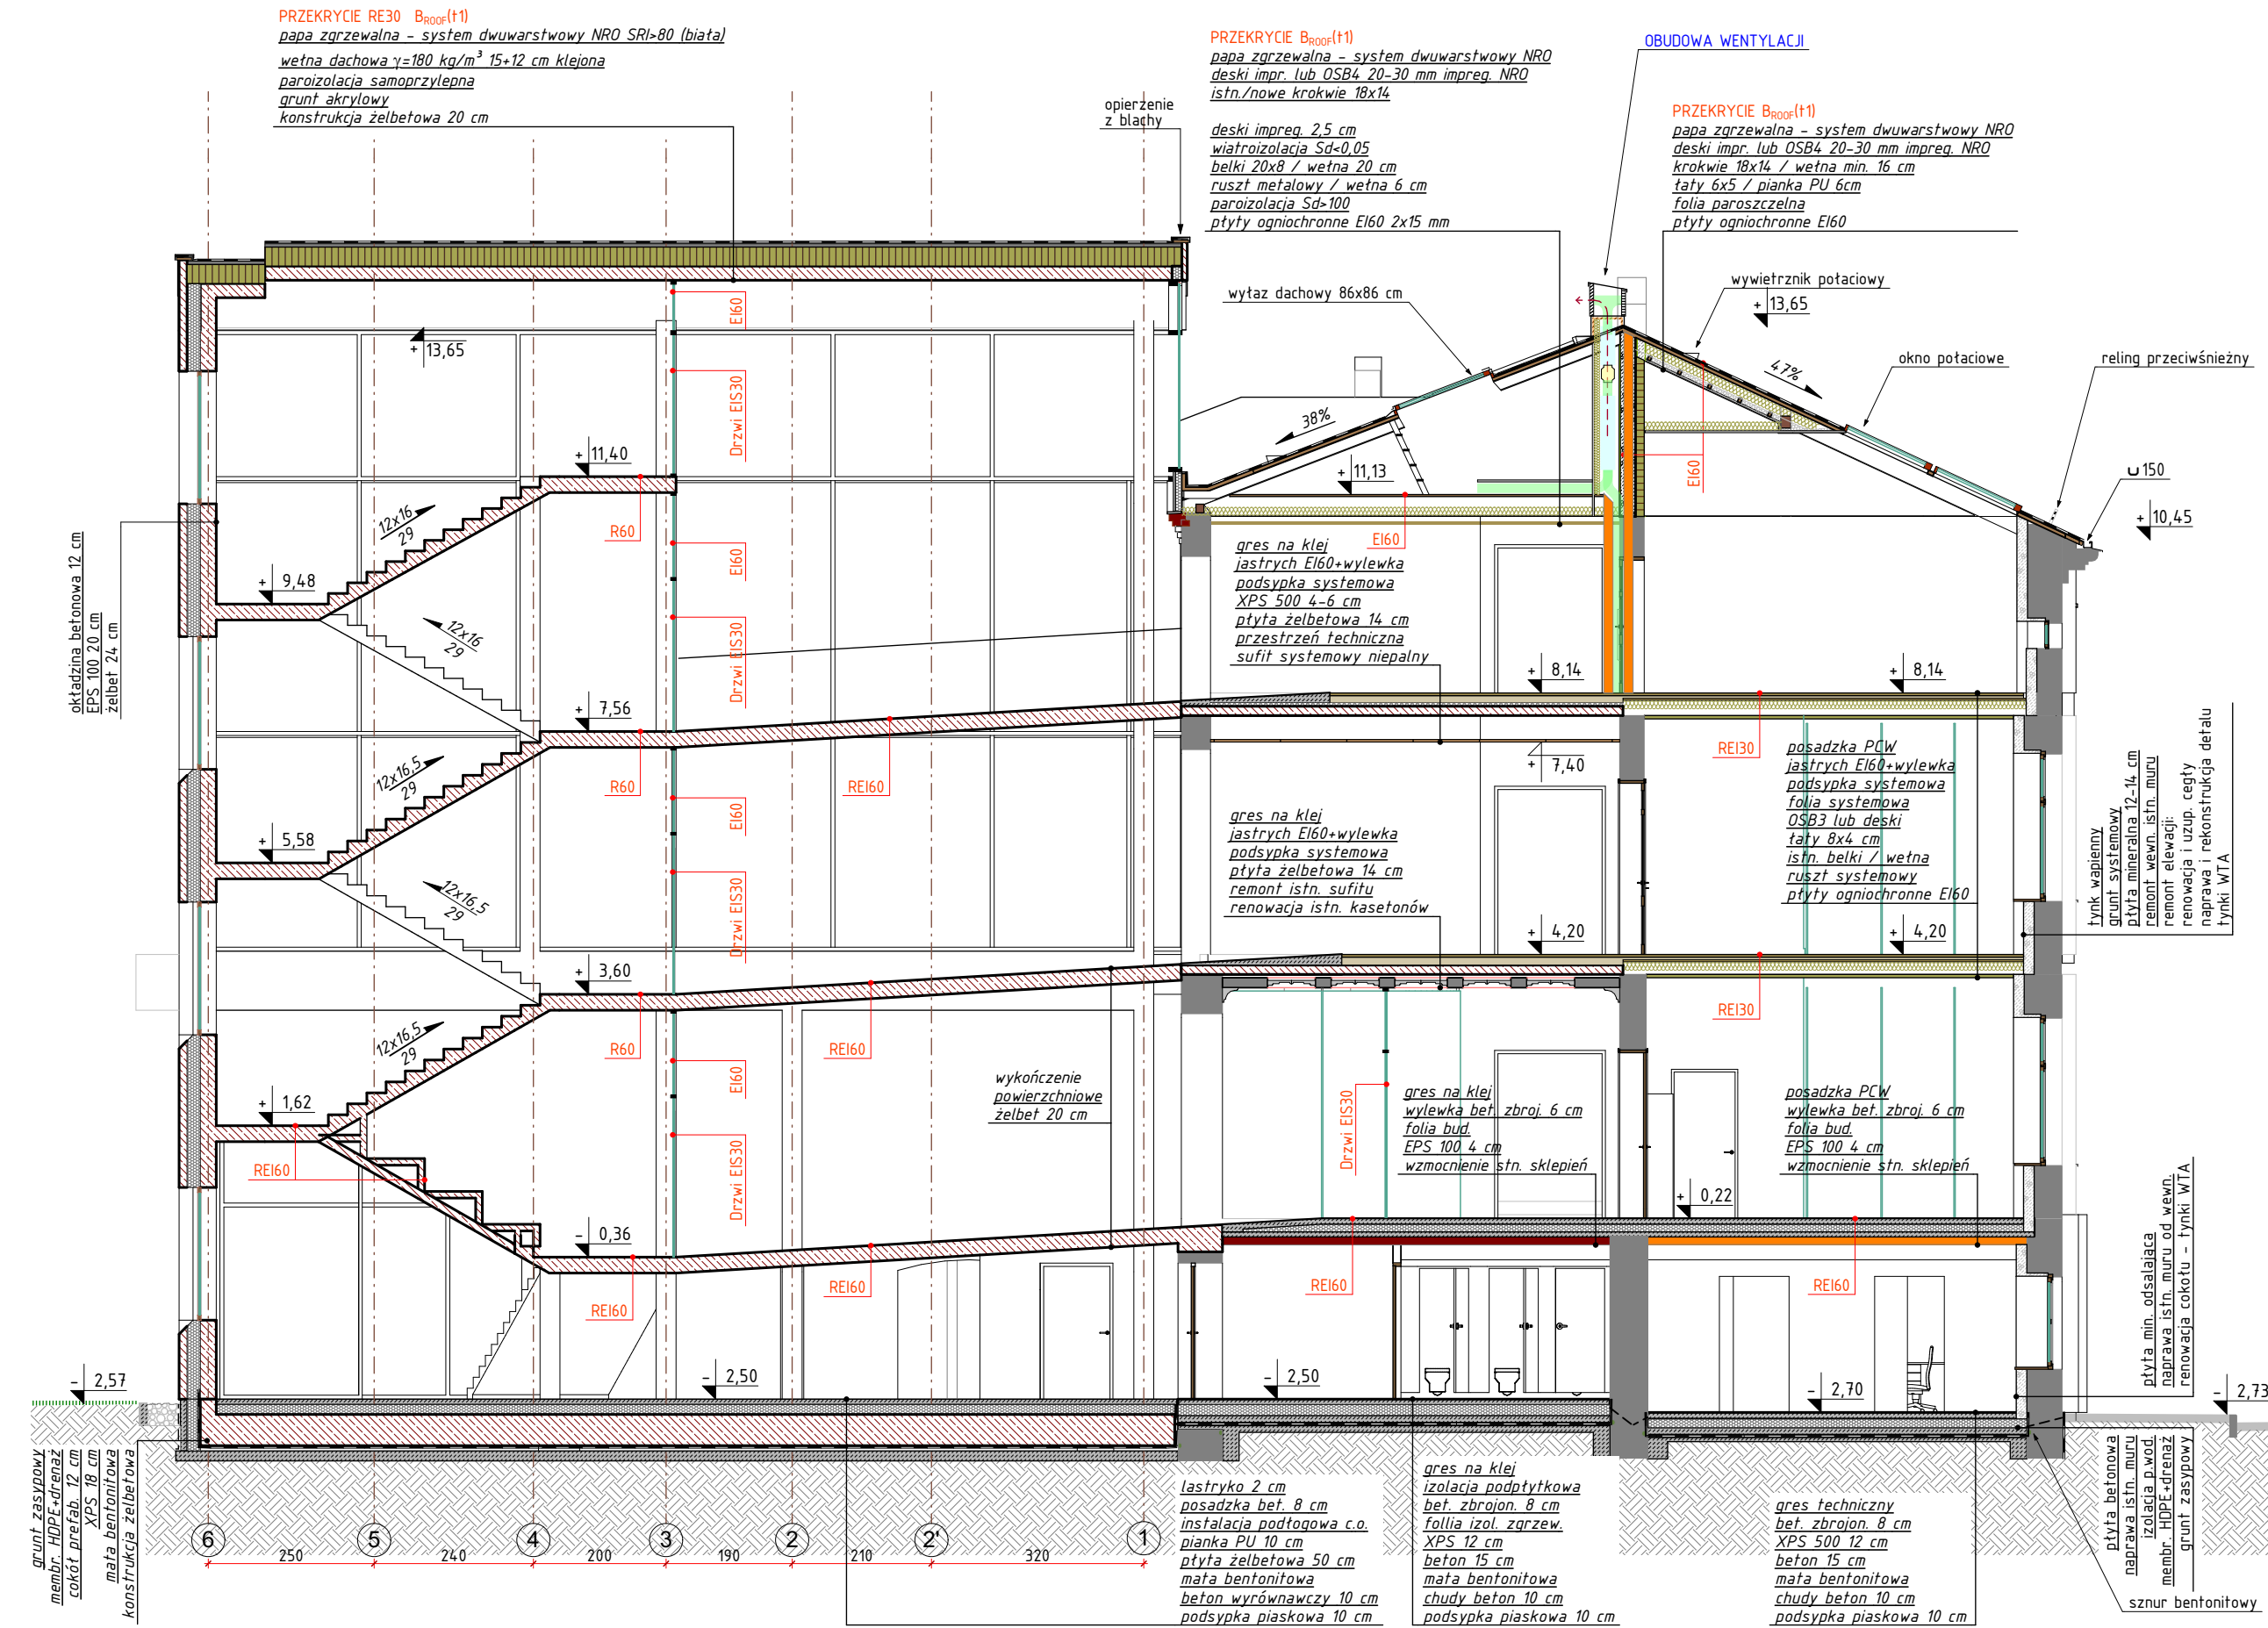 PRZEKRYCIE RE30 BROOF(t1)
papa zgrzewalna - system dwuwarstwowy NRO SRI>80 (biała)
wełna dachowa γ=180 kg/m³ 15+12 cm klejona
paroizolacja samoprzylepna
grunt akrylowy
konstrukcja żelbetowa 20 cm
opierzenie
z blachy
PRZEKRYCIE BROOF(t1)
papa zgrzewalna - system dwuwarstwowy NRO
deski impr. lub OSB4 20-30 mm impreg. NRO
istn./nowe krokwie 18x14
deski impreg. 2,5 cm
wiatroizolacja Sd<0,05
belki 20x8 / wełna 20 cm
ruszt metalowy / wełna 6 cm
paroizolacja Sd>100
płyty ogniochronne EI60 2x15 mm
OBUDOWA WENTYLACJI
PRZEKRYCIE BROOF(t1)
papa zgrzewalna - system dwuwarstwowy NRO
deski impr. lub OSB4 20-30 mm impreg. NRO
krokwie 18x14 / wełna min. 16 cm
łaty 6x5 / pianka PU 6cm
folia paroszczelna
płyty ogniochronne EI60
wyłaz dachowy 86x86 cm
wywietrznik połaciowy
+ 13,65
okno połaciowe
reling przeciwśnieżny
47%
38%
⊔ 150
+ 10,45
+ 13,65
EI60
Drzwi EIS30
+ 11,40
R60
12x16
29
+ 9,48
12x16
29
EI60
Drzwi EIS30
+ 11,13
EI60
EI60
okładzina betonowa 12 cm
EPS 100 20 cm
żelbet 24 cm
gres na klej
jastrych EI60+wylewka
podsypka systemowa
XPS 500 4-6 cm
płyta żelbetowa 14 cm
przestrzeń techniczna
sufit systemowy niepalny
+ 8,14
+ 8,14
+ 7,56
R60
REI60
12x16,5
29
+ 5,58
12x16,5
29
EI60
Drzwi EIS30
+ 7,40
REI30
gres na klej
jastrych EI60+wylewka
podsypka systemowa
płyta żelbetowa 14 cm
remont istn. sufitu
renowacja istn. kasetonów
posadzka PCW
jastrych EI60+wylewka
podsypka systemowa
folia systemowa
OSB3 lub deski
łaty 8x4 cm
istn. belki / wełna
ruszt systemowy
płyty ogniochronne EI60
tynk wapienny
grunt systemowy
płyta mineralna 12-14 cm
remont wewn. istn. muru
remont elewacji:
renowacja i uzup. cegły
naprawa i rekonstrukcja detalu
tynki WTA
+ 4,20
+ 4,20
+ 3,60
R60
REI60
REI30
12x16,5
29
+ 1,62
REI60
EI60
Drzwi EIS30
wykończenie
powierzchniowe
żelbet 20 cm
Drzwi EIS30
gres na klej
wylewka bet. zbroj. 6 cm
folia bud.
EPS 100 4 cm
wzmocnienie stn. sklepień
posadzka PCW
wylewka bet. zbroj. 6 cm
folia bud.
EPS 100 4 cm
wzmocnienie stn. sklepień
+ 0,22
- 0,36
REI60
REI60
REI60
REI60
płyta min. odsalająca
naprawa istn. muru od wewn.
renowacja cokołu - tynki WTA
- 2,57
- 2,50
- 2,50
- 2,70
- 2,73
grunt zasypowy
membr. HDPE+drenaż
cokół prefab. 12 cm
XPS 18 cm
mata bentonitowa
konstrukcja żelbetowa
6
5
4
3
2
2'
1
250
240
200
190
210
320
lastryko 2 cm
posadzka bet. 8 cm
instalacja podłogowa c.o.
pianka PU 10 cm
płyta żelbetowa 50 cm
mata bentonitowa
beton wyrównawczy 10 cm
podsypka piaskowa 10 cm
gres na klej
izolacja podpłytkowa
bet. zbrojon. 8 cm
follia izol. zgrzew.
XPS 12 cm
beton 15 cm
mata bentonitowa
chudy beton 10 cm
podsypka piaskowa 10 cm
gres techniczny
bet. zbrojon. 8 cm
XPS 500 12 cm
beton 15 cm
mata bentonitowa
chudy beton 10 cm
podsypka piaskowa 10 cm
płyta betonowa
naprawa istn. muru
izolacja p.wod.
membr. HDPE+drenaż
grunt zasypowy
sznur bentonitowy